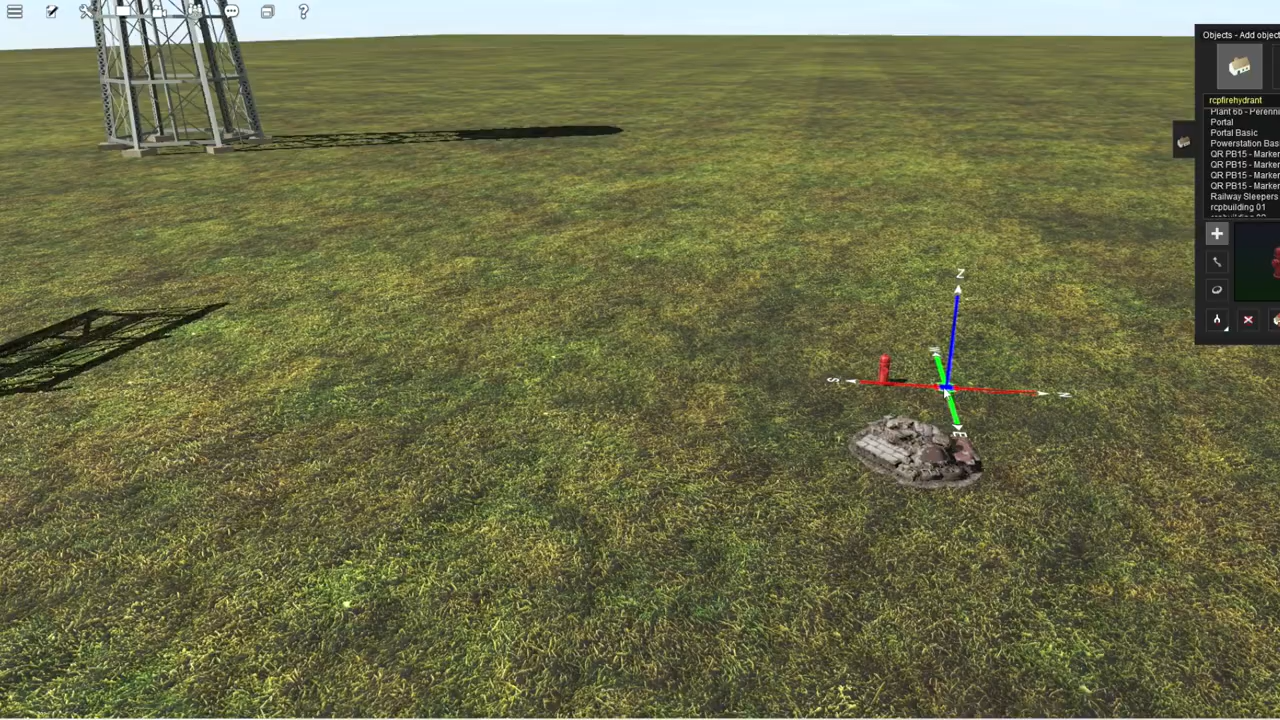 Objects - Add object
rcpfirehydrant
Plant 6b - Perenni
Portal
Portal Basic
Powerstation Bas
QR PB15 - Marker
QR PB15 - Marker
QR PB15 - Marker
QR PB15 - Marker
Railway Sleepers
rcpbuilding 01
Z
S
N
E